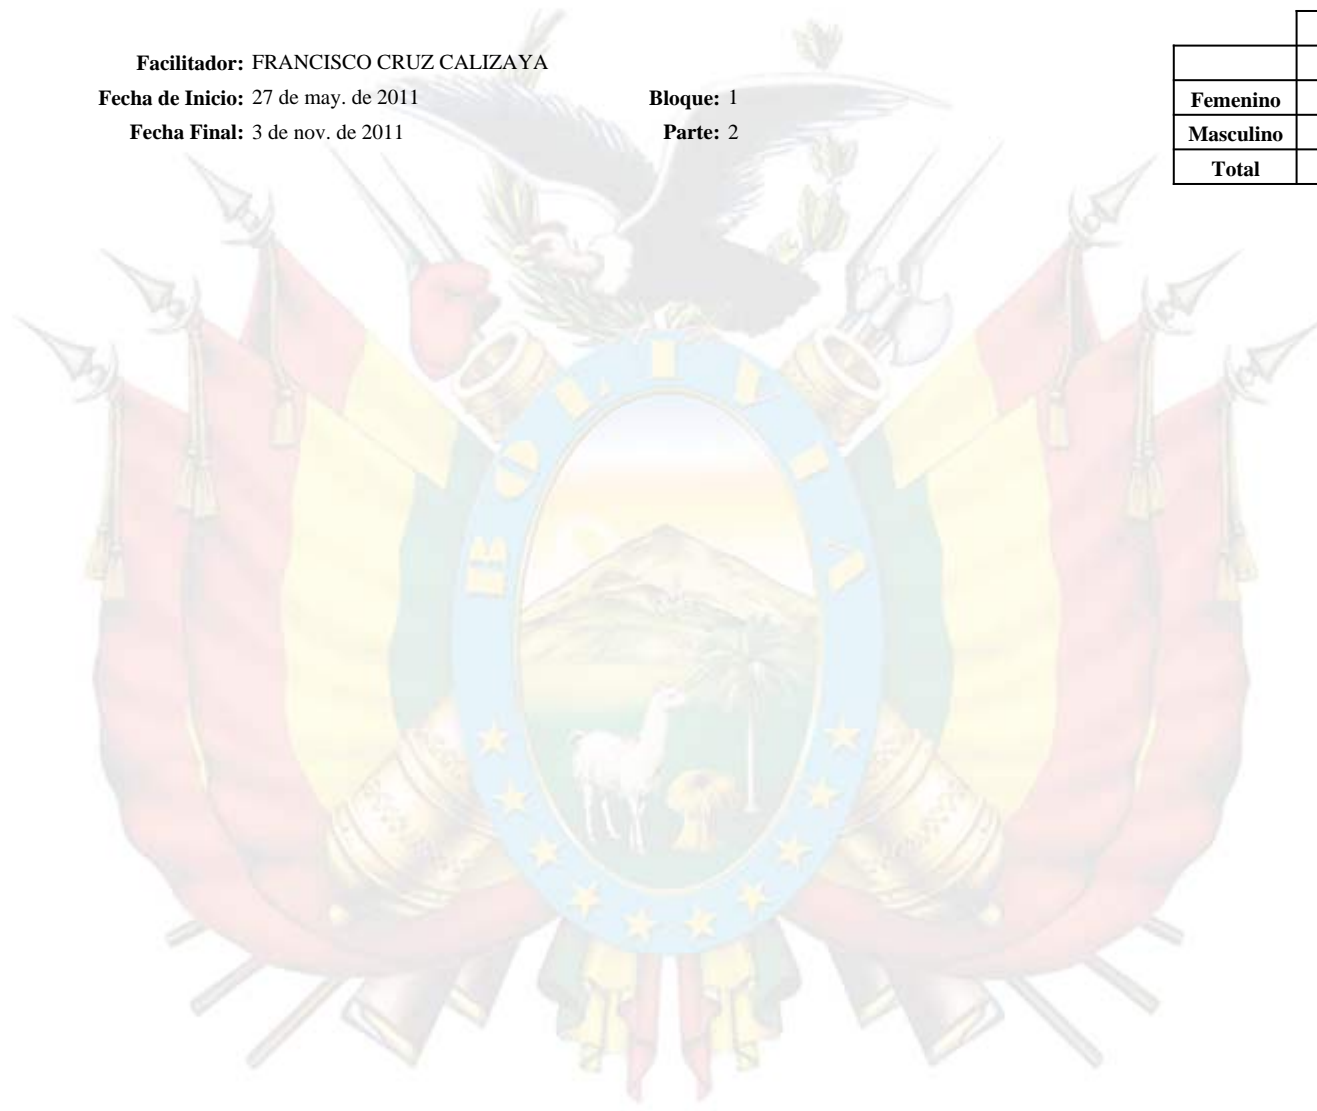 Facilitador: FRANCISCO CRUZ CALIZAYA
Fecha de Inicio: 27 de may. de 2011 Bloque: 1
Fecha Final: 3 de nov. de 2011 Parte: 2
Femenino
Masculino
Total
BOLIVIA